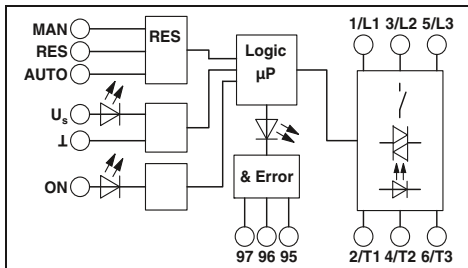 MAN
RES
AUTO
Us
⊥
ON
RES
Logic
µP
& Error
97 96 95
1/L1 3/L2 5/L3
2/T1 4/T2 6/T3